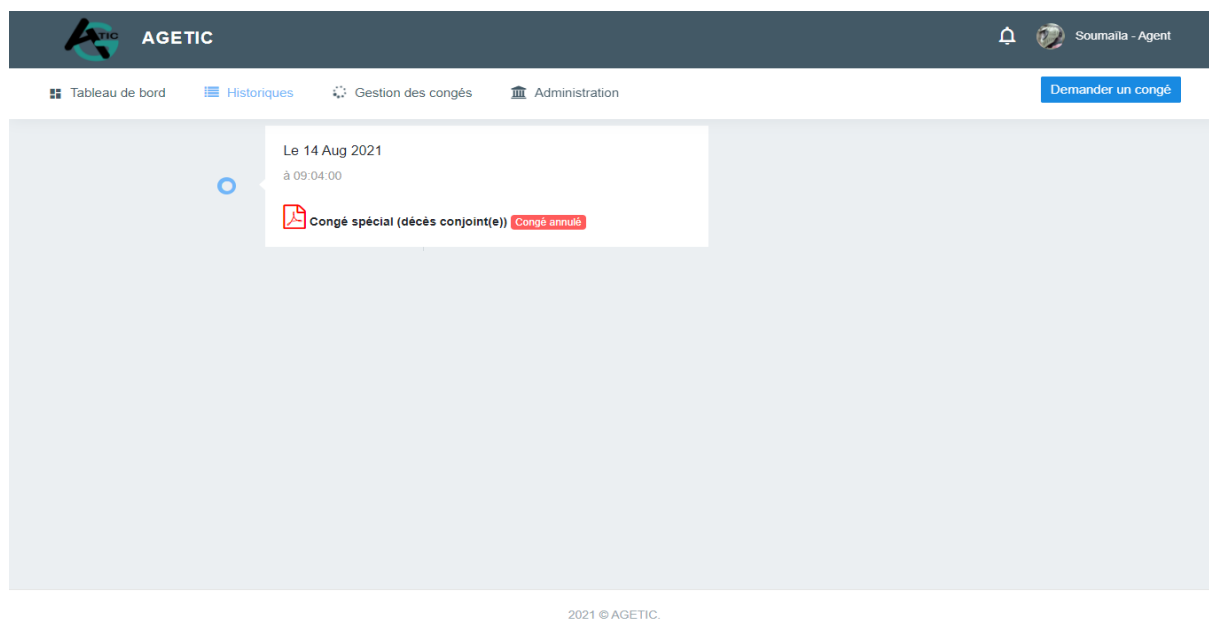 TIC AGETIC Soumaïla - Agent
Tableau de bord Historiques Gestion des congés Administration Demander un congé
Le 14 Aug 2021
à 09:04:00
Congé spécial (décès conjoint(e)) Congé annulé
2021 © AGETIC.